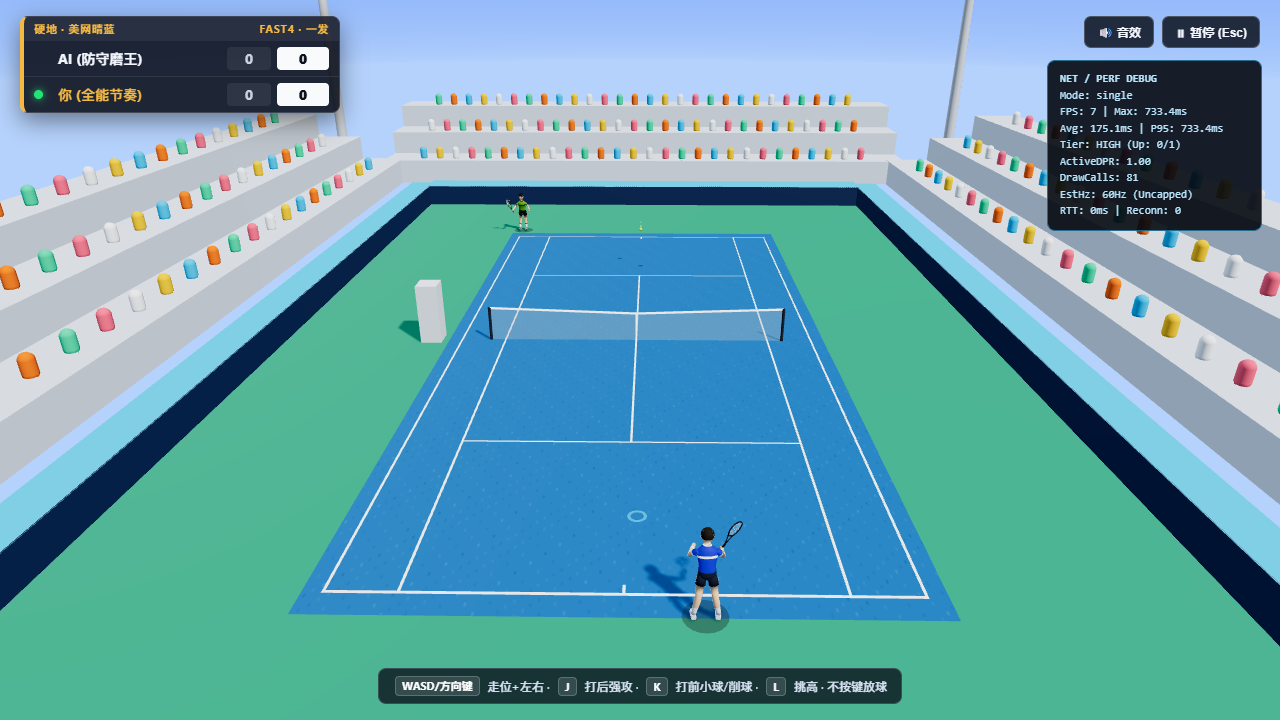 硬地 · 美网晴蓝 FAST4 · 一发
AI (防守磨王) 0 0
你 (全能节奏) 0 0
音效 暂停 (Esc)
NET / PERF DEBUG
Mode: single
FPS: 7 | Max: 733.4ms
Avg: 175.1ms | P95: 733.4ms
Tier: HIGH (Up: 0/1)
ActiveDPR: 1.00
DrawCalls: 81
EstHz: 60Hz (Uncapped)
RTT: 0ms | Reconn: 0
WASD/方向键 走位+左右 · J 打后强攻 · K 打前小球/削球 · L 挑高 · 不按键放球